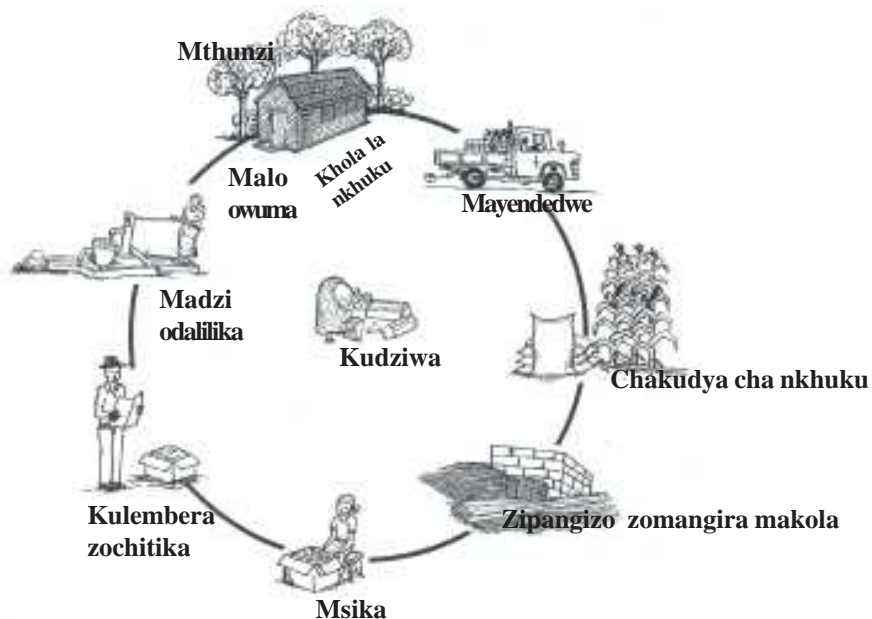 Mthunzi
Khola la
nkhuku
Malo
owuma
Mayendedwe
Madzi
odalilika
Kudziwa
Chakudya cha nkhuku
Kulembera
zochitika
Zipangizo zomangira makola
Msika